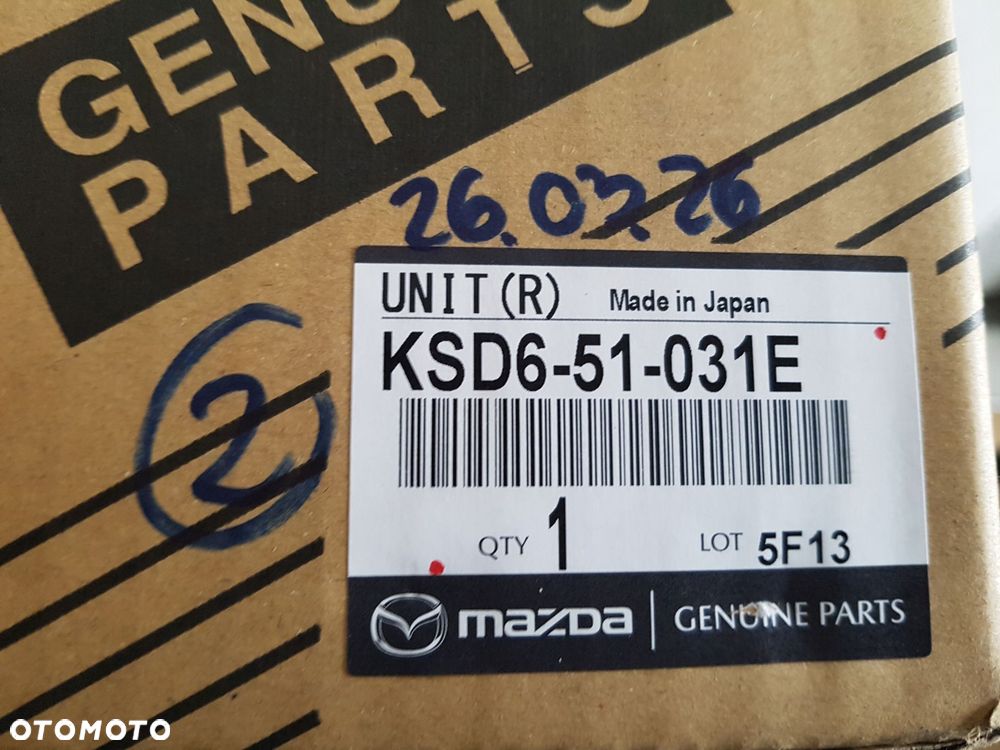 GENU
PARTS
26.03.26
2
UNIT(R) Made in Japan
KSD6-51-031E
QTY 1 LOT 5F13
mazda GENUINE PARTS
OTOMOTO